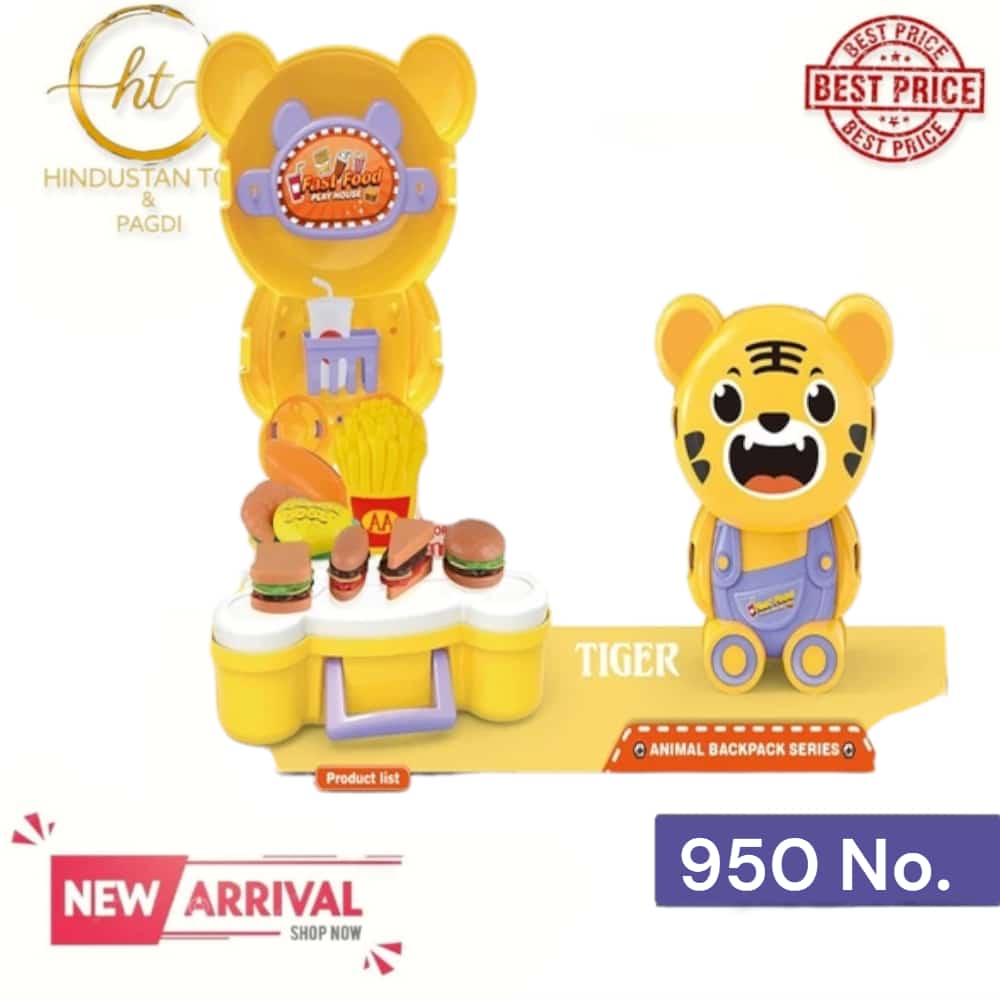 ht
HINDUSTAN TO
&
PAGDI
BEST PRICE
BEST PRICE
BEST PRICE
Fast Food
PLAY HOUSE
AA
TIGER
ANIMAL BACKPACK SERIES
Product list
NEW ARRIVAL
SHOP NOW
950 No.